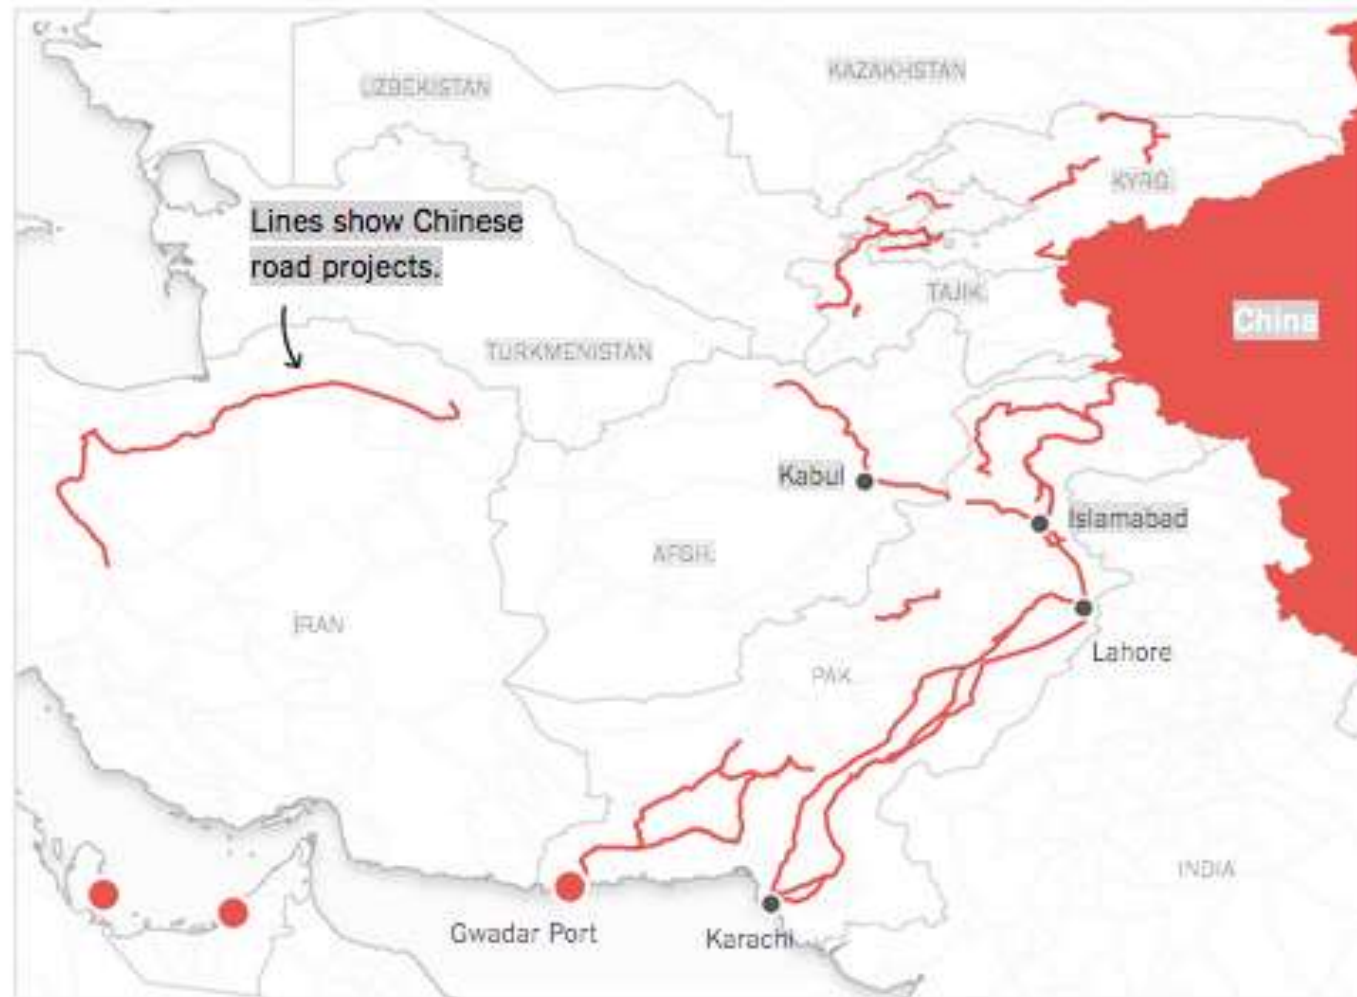 KAZAKHSTAN
UZBEKISTAN
KYRG.
Lines show Chinese
road projects.
TAJIK.
China
TURKMENISTAN
Kabul
Islamabad
AFGH.
IRAN
Lahore
PAK.
INDIA
Gwadar Port
Karachi